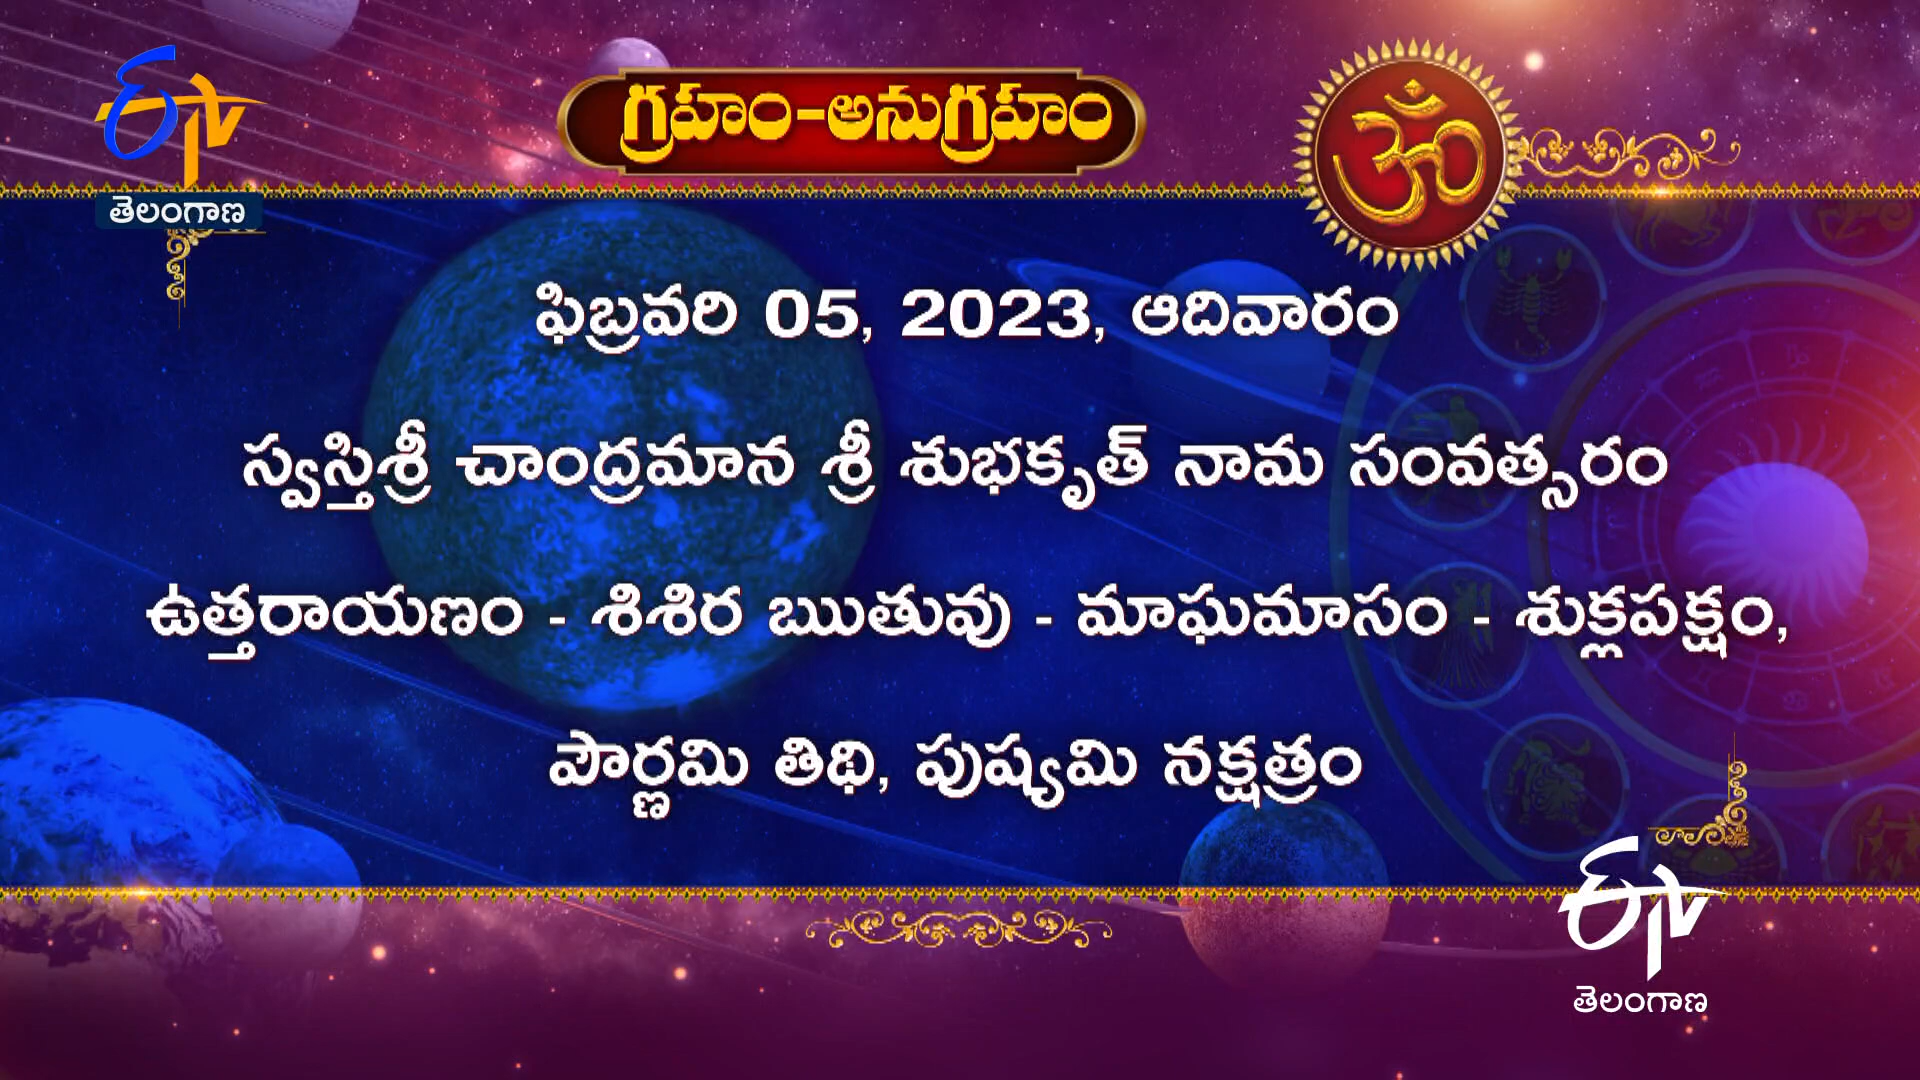 ETV
తెలంగాణ
గ్రహం-అనుగ్రహం
ఫిబ్రవరి 05, 2023, ఆదివారం
స్వస్తిశ్రీ చాంద్రమాన శ్రీ శుభకృత్ నామ సంవత్సరం
ఉత్తరాయణం - శిశిర ఋతువు - మాఘమాసం - శుక్లపక్షం,
పౌర్ణమి తిథి, పుష్యమి నక్షత్రం
ETV
తెలంగాణ